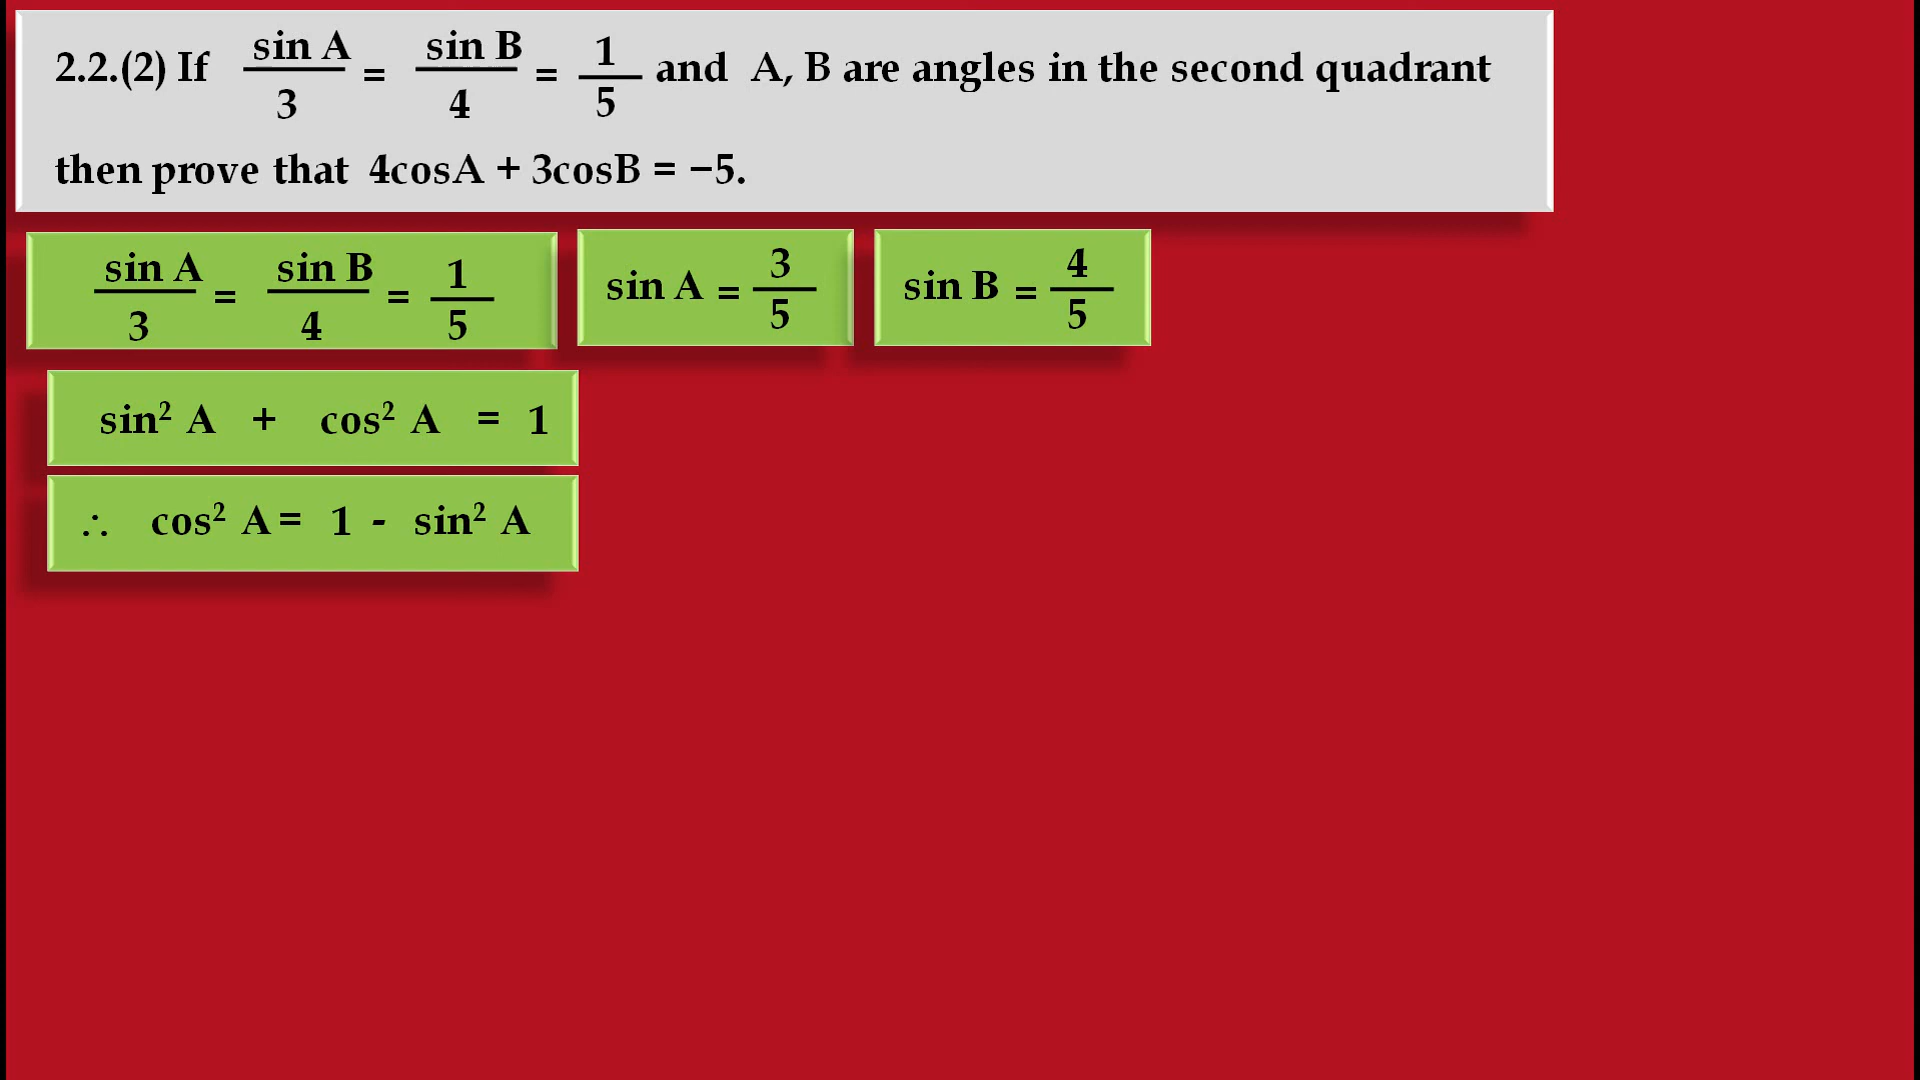 2.2.(2) If sin A/3 = sin B/4 = 1/5 and A, B are angles in the second quadrant
then prove that 4cosA + 3cosB = −5.
sin A/3 = sin B/4 = 1/5
sin A = 3/5
sin B = 4/5
sin² A + cos² A = 1
∴ cos² A = 1 - sin² A